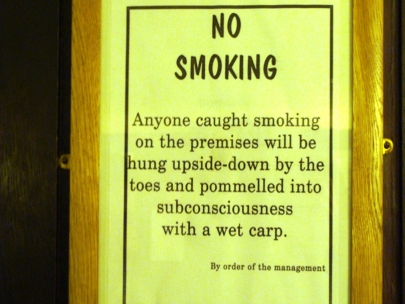 NO
SMOKING
Anyone caught smoking
on the premises will be
hung upside-down by the
toes and pommelled into
subconsciousness
with a wet carp.
By order of the management